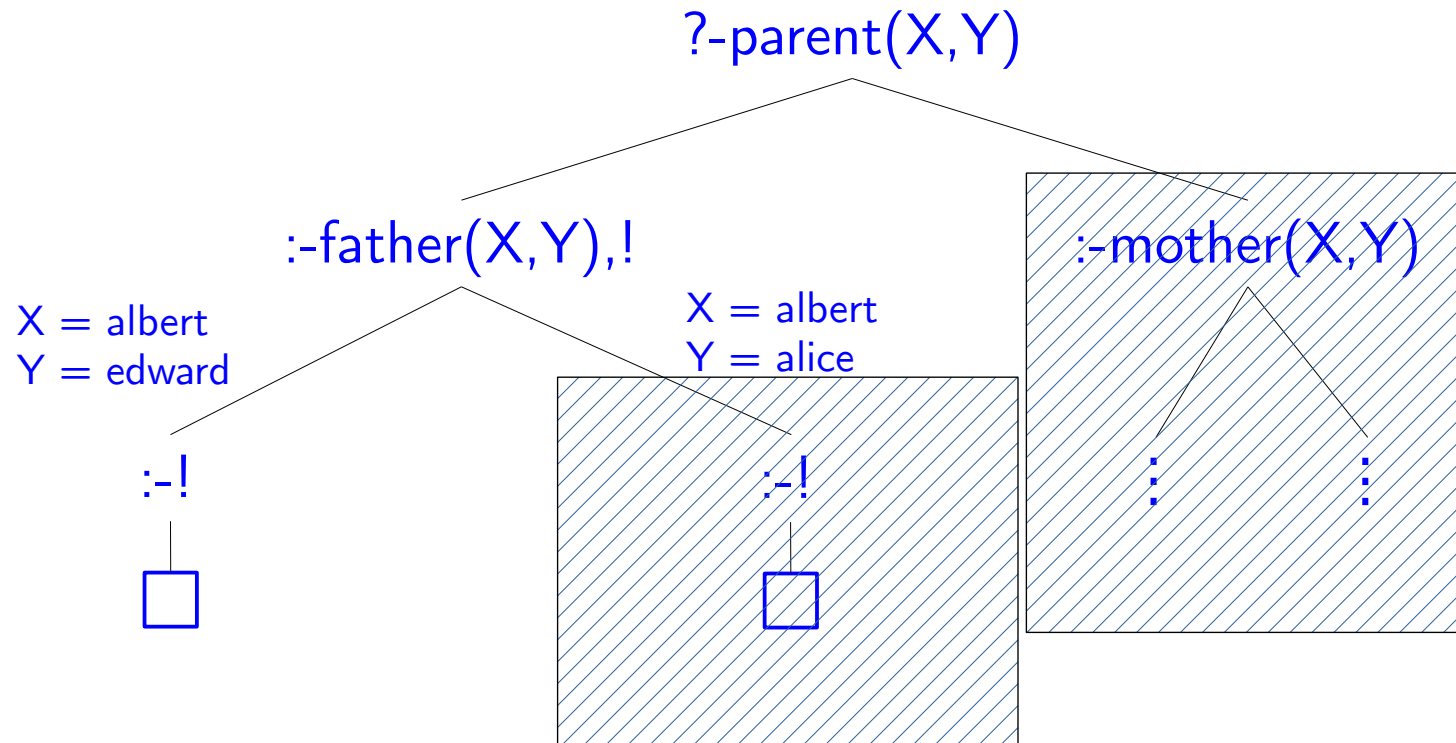 ?-parent(X,Y)
:-father(X,Y),!
:-mother(X,Y)
X = albert
Y = edward
X = albert
Y = alice
:-!
:-!